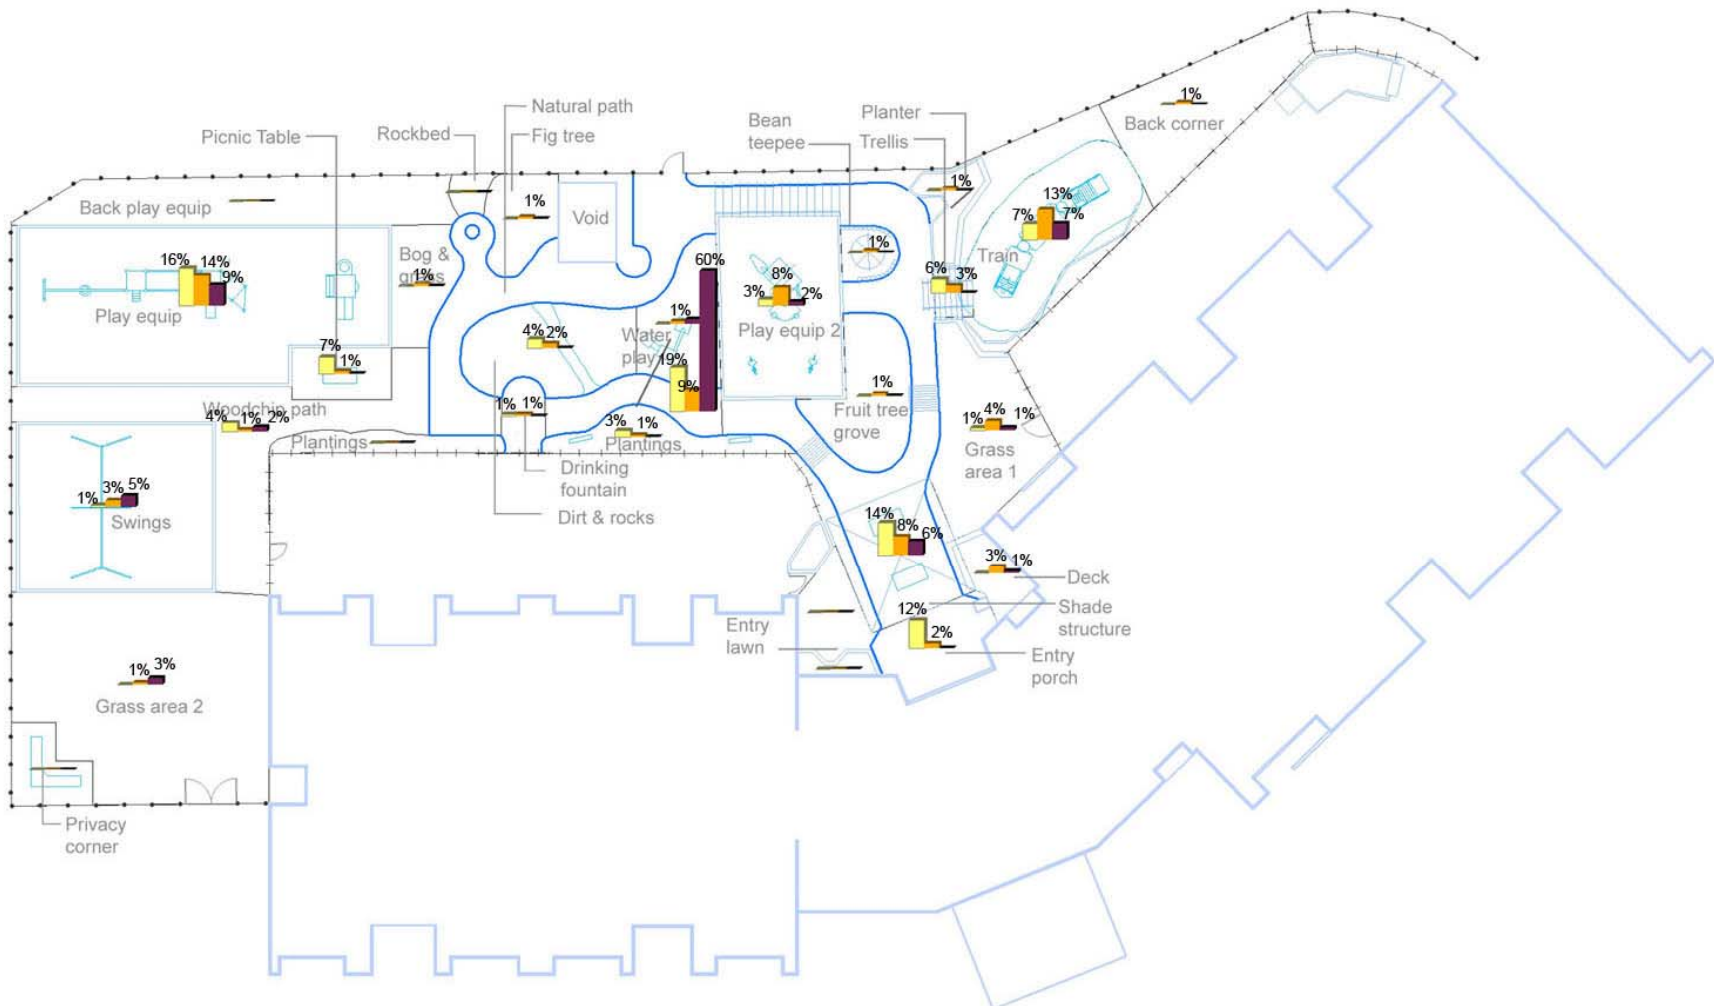 1%
Back corner
Planter
Trellis
Bean
teepee
Natural path
Fig tree
Rockbed
Picnic Table
Back play equip
1%
Void
1%
13%
7% 7%
Train
Bog &
1%
1%
6% 3%
16% 14% 9%
Play equip
60%
8%
3% 2%
Play equip 2
1%
Water
play
4% 2%
7% 1%
19%
9%
1%
Fruit tree
grove
Woodchip path
4% 1% 2%
1% 1%
3% 1%
Plantings
Plantings
1% 4% 1%
Grass
area 1
Drinking
fountain
Dirt & rocks
1% 3% 5%
Swings
14% 8% 6%
3% 1%
Deck
Shade
structure
12%
2%
Entry
lawn
Entry
porch
1% 3%
Grass area 2
Privacy
corner